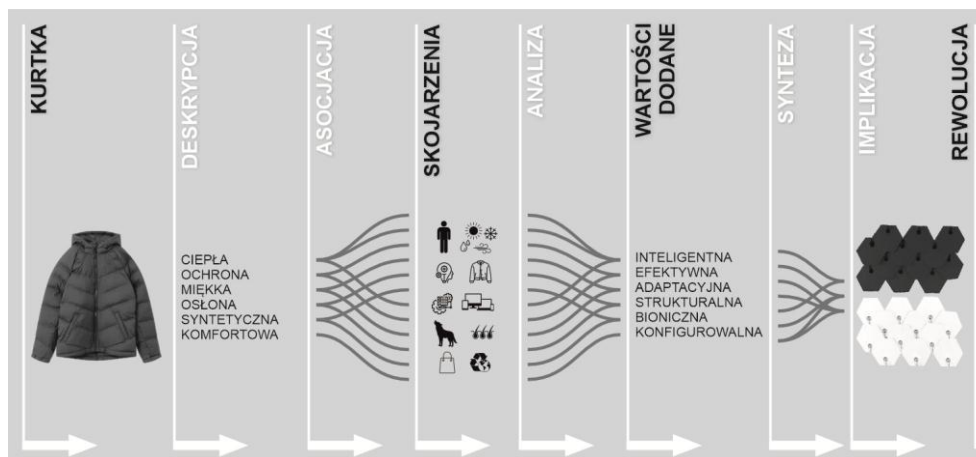 KURTKA
DESKRYPCJA
ASOCJACJA
SKOJARZENIA
ANALIZA
WARTOŚCI
DODANE
SYNTEZA
IMPLIKACJA
REWOLUCJA
CIEPŁA
OCHRONA
MIĘKKA
OSŁONA
SYNTETYCZNA
KOMFORTOWA
INTELIGENTNA
EFEKTYWNA
ADAPTACYJNA
STRUKTURALNA
BIONICZNA
KONFIGUROWALNA